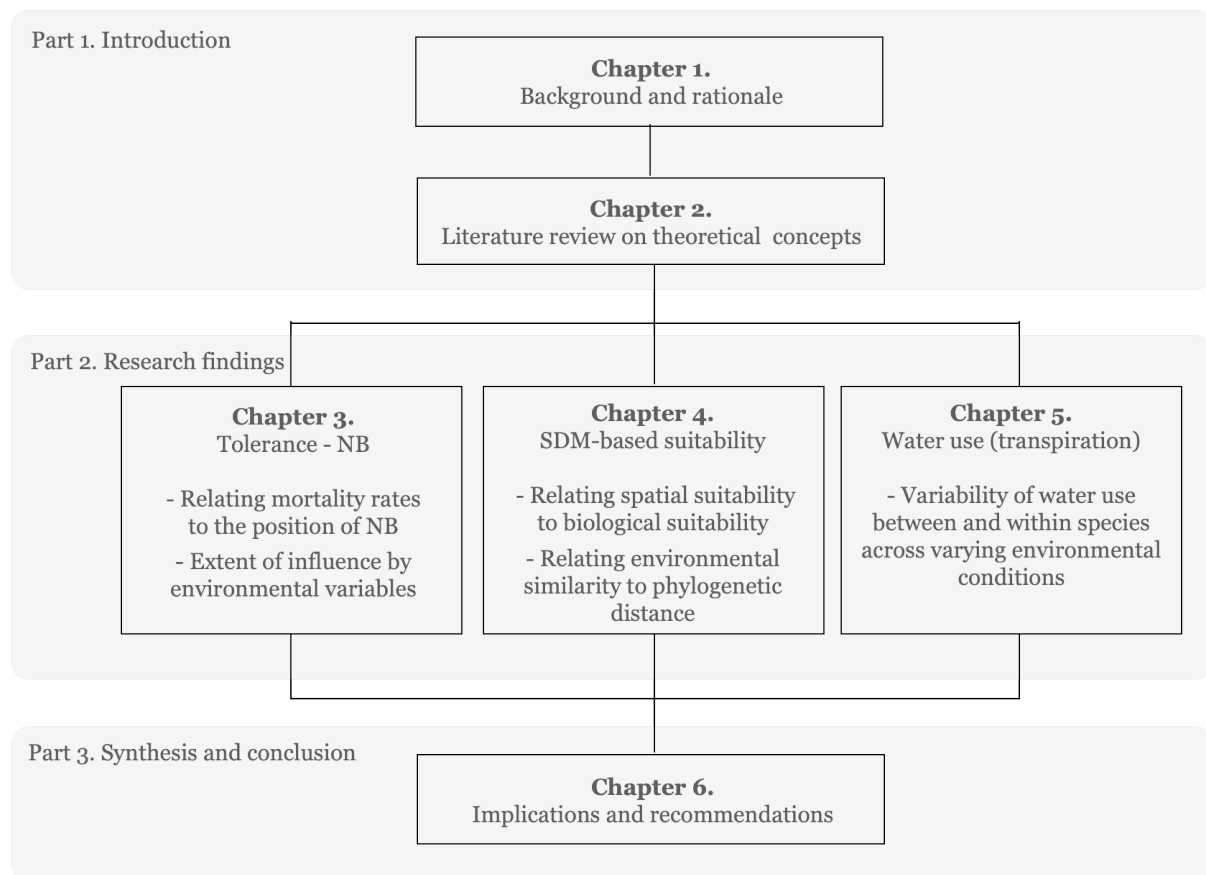 Part 1. Introduction
Chapter 1.
Background and rationale
Chapter 2.
Literature review on theoretical concepts
Part 2. Research findings
Chapter 3.
Tolerance - NB
- Relating mortality rates
to the position of NB
- Extent of influence by
environmental variables
Chapter 4.
SDM-based suitability
- Relating spatial suitability
to biological suitability
- Relating environmental
similarity to phylogenetic
distance
Chapter 5.
Water use (transpiration)
- Variability of water use
between and within species
across varying environmental
conditions
Part 3. Synthesis and conclusion
Chapter 6.
Implications and recommendations